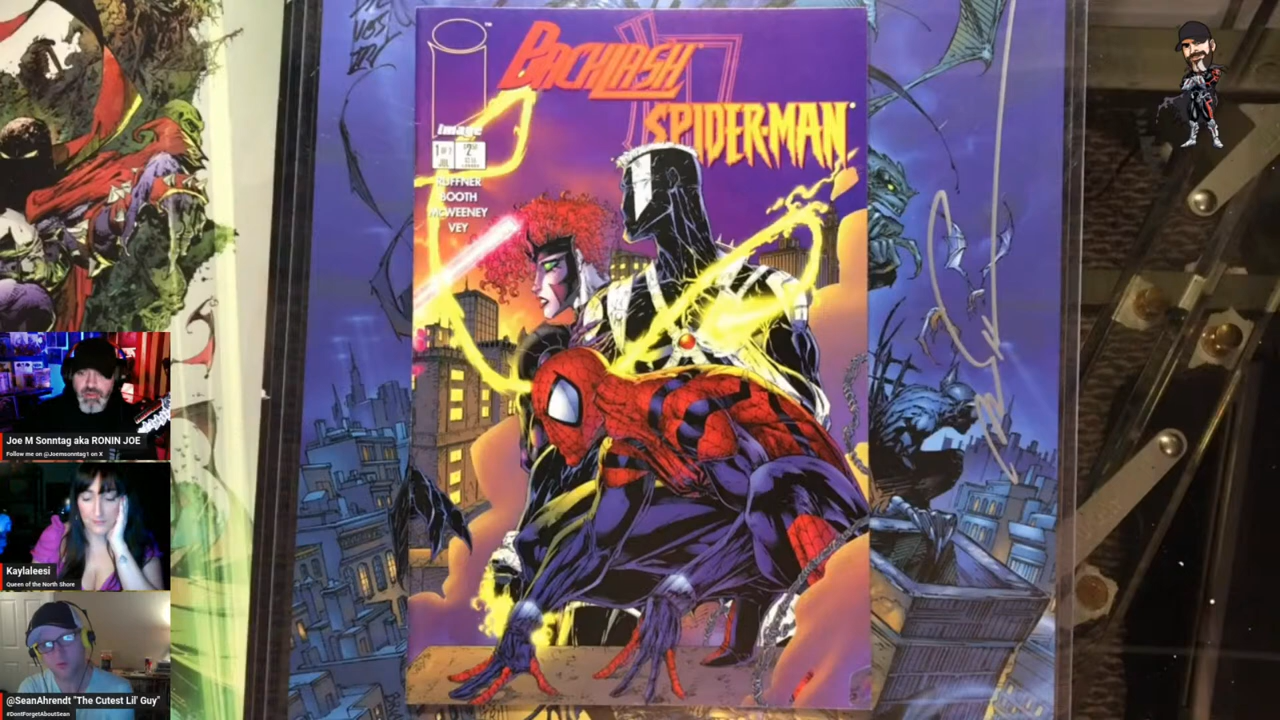 BACKLASH
SPIDER-MAN
image
1 OF 2
RUFFNER
BOOTH
MCWEENEY
VEY
Joe M Sonntag aka RONIN JOE
Follow me on @Joemsonntag1 on X
Kaylaleesi
Queen of the North Shore
@SeanAhrendt "The Cutest Lil' Guy"
#DontForgetAboutSean